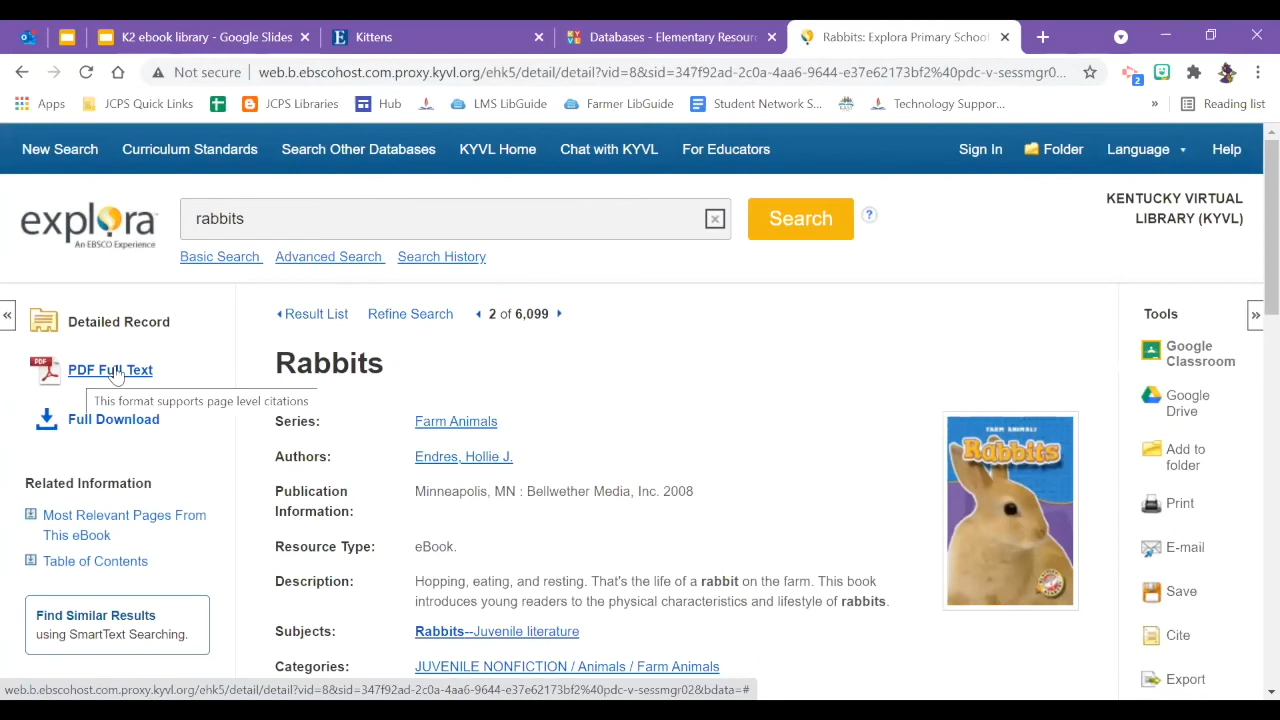 K2 ebook library - Google Slides
Kittens
Databases - Elementary Resourc
Rabbits: Explora Primary School
Not secure
web.b.ebscohost.com.proxy.kyvl.org/ehk5/detail/detail?vid=8&sid=347f92ad-2c0a-4aa6-9644-e37e62173bf2%40pdc-v-sessmgr0...
2
Apps
JCPS Quick Links
JCPS Libraries
Hub
LMS LibGuide
Farmer LibGuide
Student Network S...
Technology Suppor...
»
Reading list
New Search
Curriculum Standards
Search Other Databases
KYVL Home
Chat with KYVL
For Educators
Sign In
Folder
Language
Help
explora
An EBSCO Experience
rabbits
Search
?
KENTUCKY VIRTUAL
LIBRARY (KYVL)
Basic Search
Advanced Search
Search History
«
Detailed Record
PDF
PDF Full Text
This format supports page level citations
Full Download
Related Information
Most Relevant Pages From
This eBook
Table of Contents
Find Similar Results
using SmartText Searching.
Result List
Refine Search
2 of 6,099
Rabbits
Series:
Farm Animals
Authors:
Endres, Hollie J.
Publication
Information:
Minneapolis, MN : Bellwether Media, Inc. 2008
Resource Type:
eBook.
Description:
Hopping, eating, and resting. That's the life of a rabbit on the farm. This book
introduces young readers to the physical characteristics and lifestyle of rabbits.
Subjects:
Rabbits--Juvenile literature
Categories:
JUVENILE NONFICTION / Animals / Farm Animals
FARM ANIMALS
Rabbits
Tools
»
Google
Classroom
Google
Drive
Add to
folder
Print
E-mail
Save
Cite
Export
web.b.ebscohost.com.proxy.kyvl.org/ehk5/detail/detail?vid=8&sid=347f92ad-2c0a-4aa6-9644-e37e62173bf2%40pdc-v-sessmgr02&bdata=#